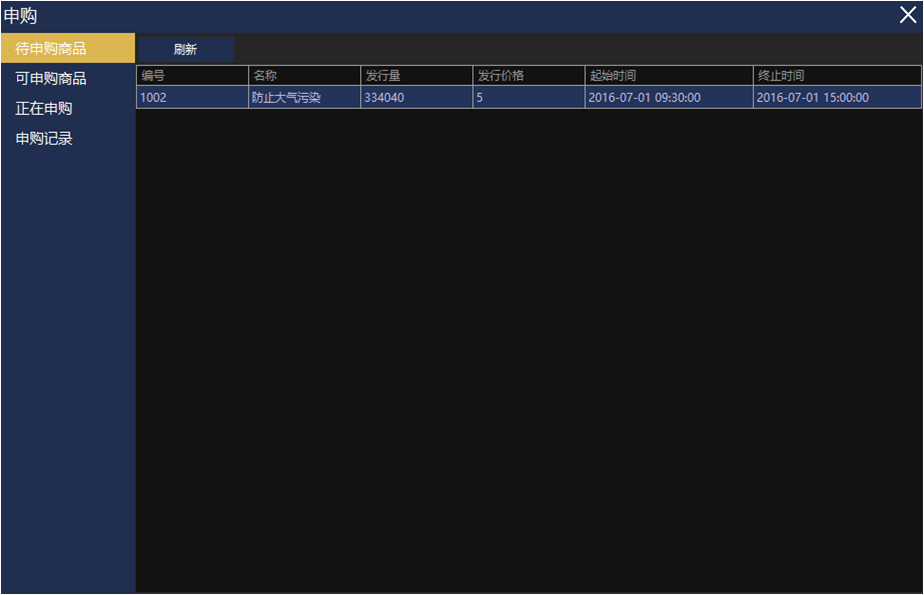 申购
待申购商品
可申购商品
正在申购
申购记录
刷新
编号 名称 发行量 发行价格 起始时间 终止时间
1002 防止大气污染 334040 5 2016-07-01 09:30:00 2016-07-01 15:00:00